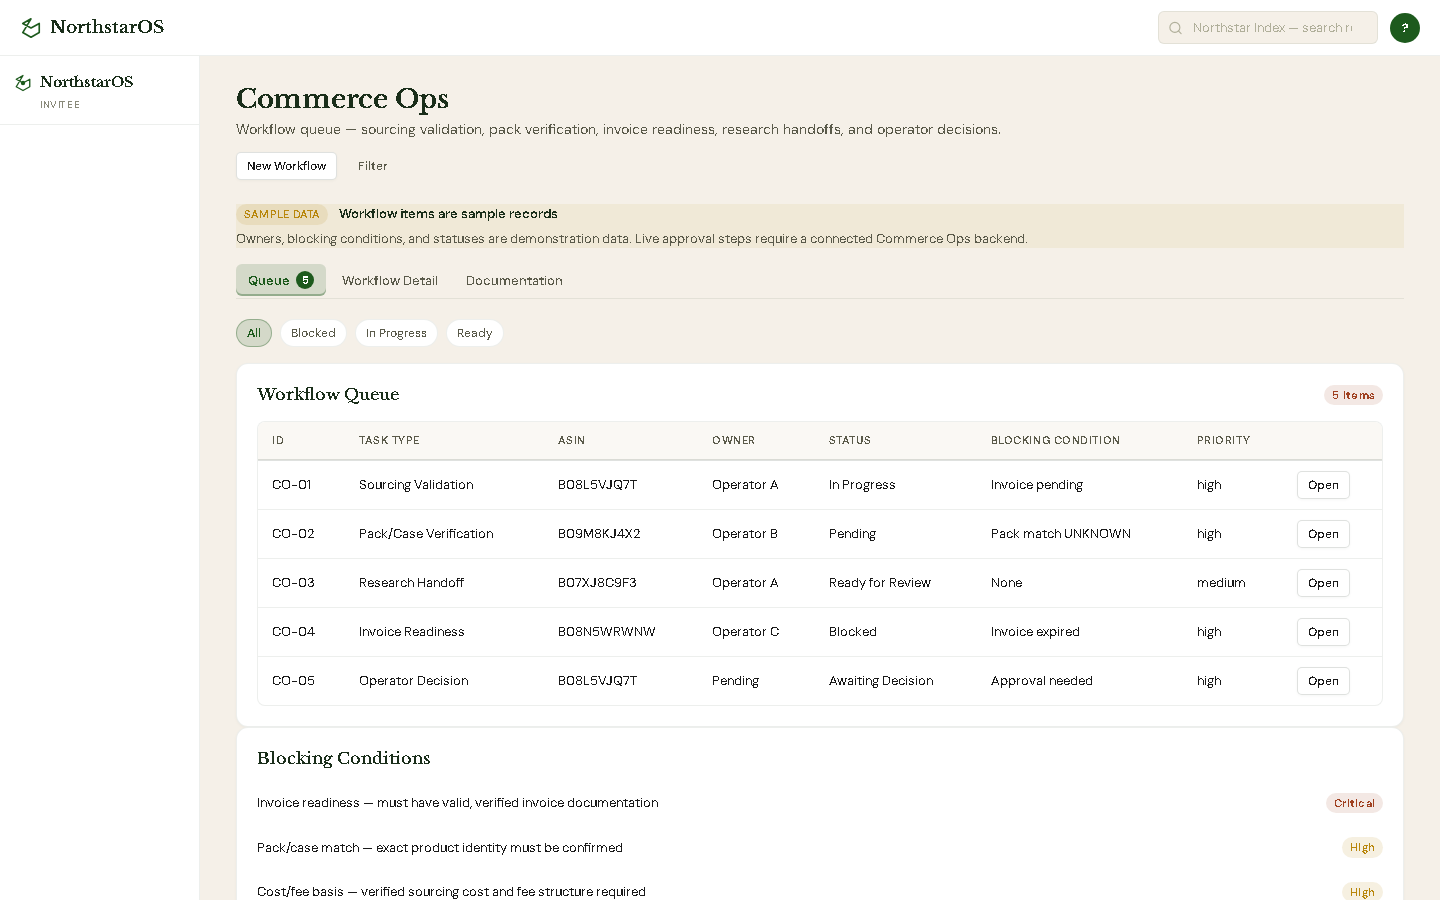 NorthstarOS
Northstar Index — search r
?
NorthstarOS
INVITEE
Commerce Ops
Workflow queue — sourcing validation, pack verification, invoice readiness, research handoffs, and operator decisions.
New Workflow
Filter
SAMPLE DATA Workflow items are sample records
Owners, blocking conditions, and statuses are demonstration data. Live approval steps require a connected Commerce Ops backend.
Queue 5 Workflow Detail Documentation
All Blocked In Progress Ready
Workflow Queue 5 items
ID TASK TYPE ASIN OWNER STATUS BLOCKING CONDITION PRIORITY
CO-01 Sourcing Validation B08L5VJQ7T Operator A In Progress Invoice pending high Open
CO-02 Pack/Case Verification B09M8KJ4X2 Operator B Pending Pack match UNKNOWN high Open
CO-03 Research Handoff B07XJ8C9F3 Operator A Ready for Review None medium Open
CO-04 Invoice Readiness B08N5WRWNW Operator C Blocked Invoice expired high Open
CO-05 Operator Decision B08L5VJQ7T Pending Awaiting Decision Approval needed high Open
Blocking Conditions
Invoice readiness — must have valid, verified invoice documentation Critical
Pack/case match — exact product identity must be confirmed High
Cost/fee basis — verified sourcing cost and fee structure required High